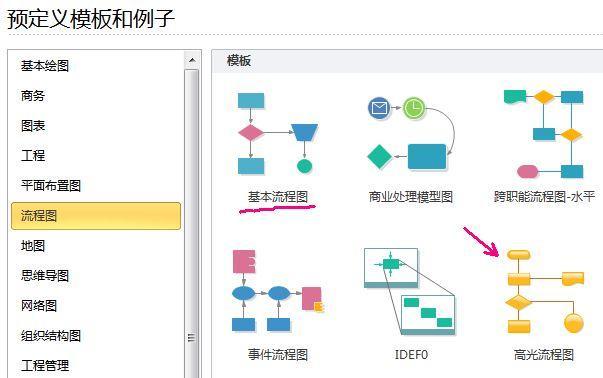 预定义模板和例子
基本绘图
商务
图表
工程
平面布置图
流程图
地图
思维导图
网络图
组织结构图
工程管理
模板
基本流程图
商业处理模型图
跨职能流程图-水平
事件流程图
IDEF0
高光流程图